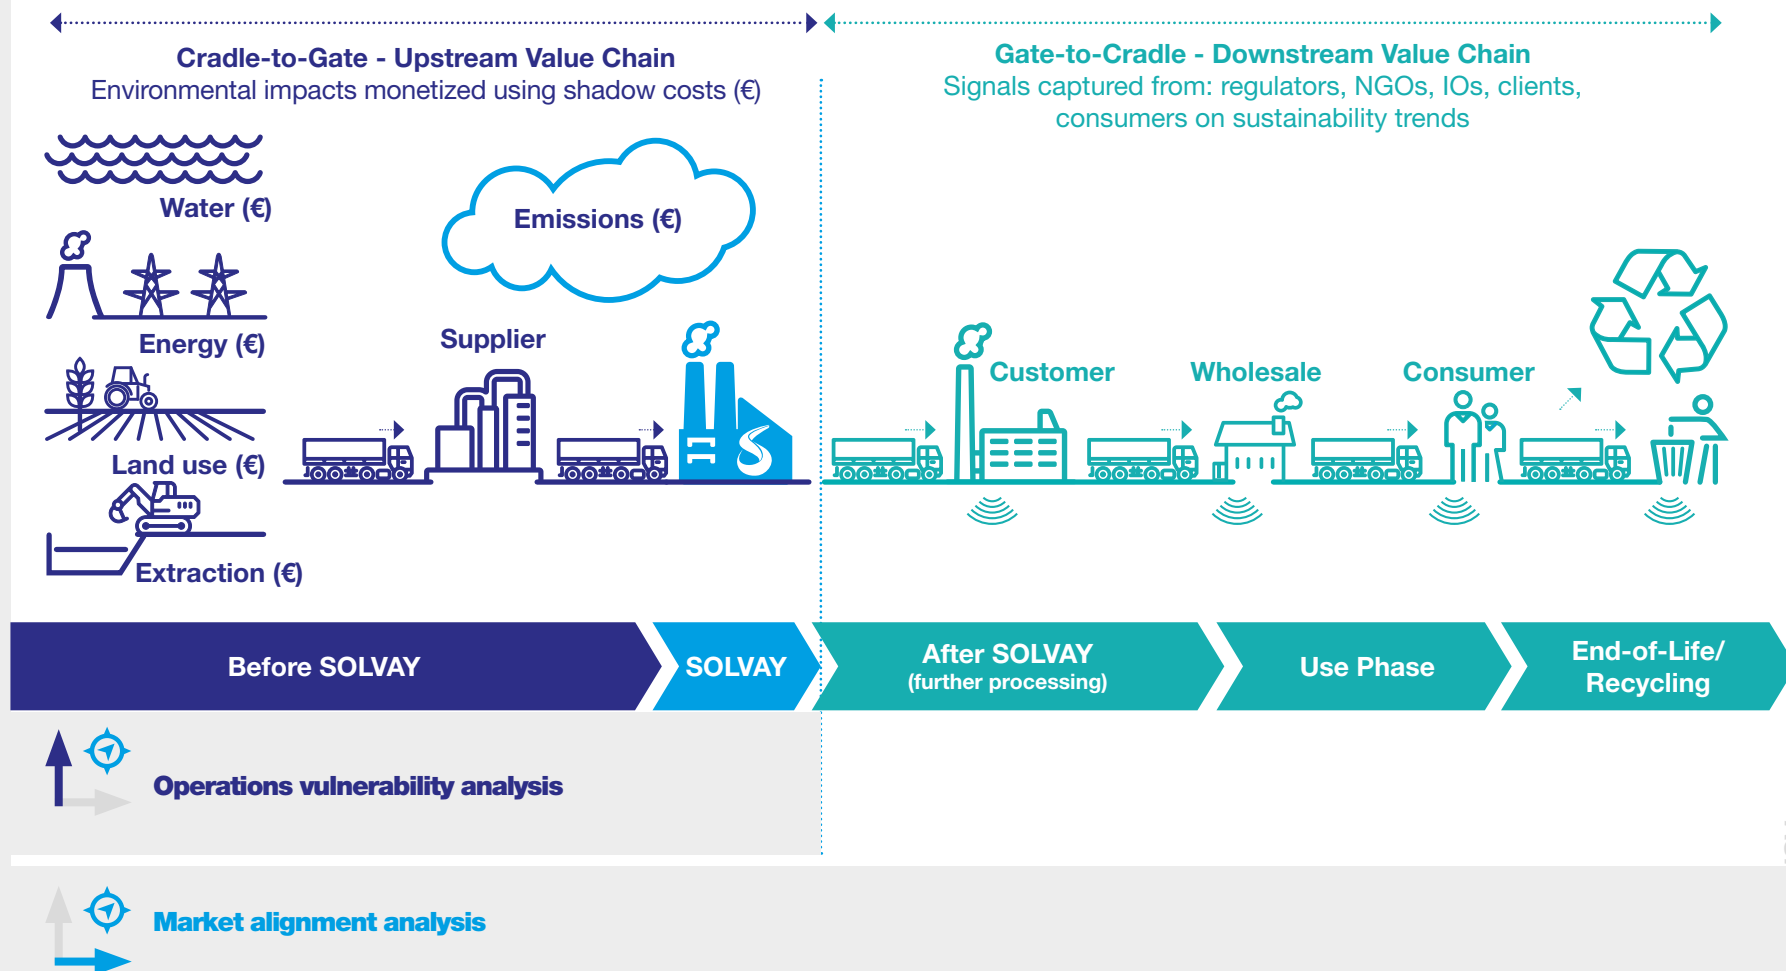 Cradle-to-Gate - Upstream Value Chain
Environmental impacts monetized using shadow costs (€)
Gate-to-Cradle - Downstream Value Chain
Signals captured from: regulators, NGOs, IOs, clients,
consumers on sustainability trends
Water (€)
Emissions (€)
Energy (€)
Supplier
Customer
Wholesale
Consumer
Land use (€)
Extraction (€)
Before SOLVAY
SOLVAY
After SOLVAY
(further processing)
Use Phase
End-of-Life/
Recycling
Operations vulnerability analysis
Market alignment analysis